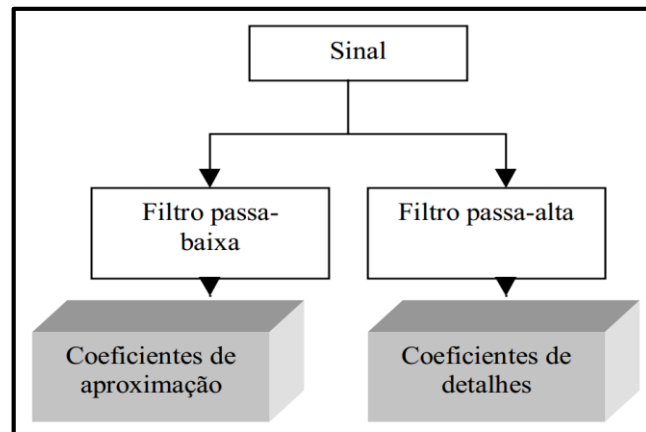 Sinal
Filtro passa-
baixa
Filtro passa-alta
Coeficientes de
aproximação
Coeficientes de
detalhes